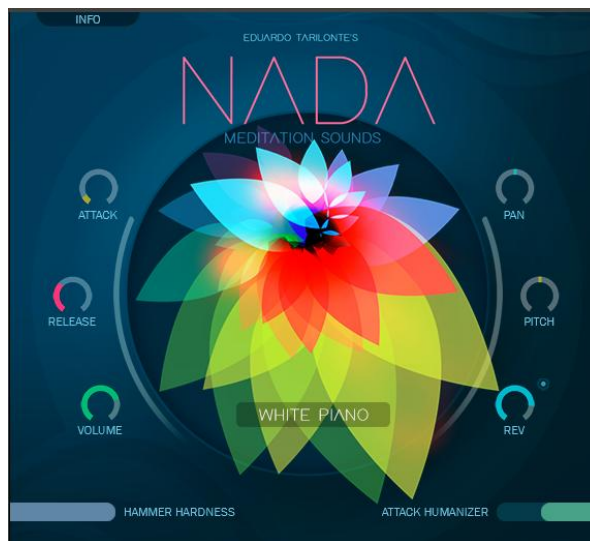 INFO
EDUARDO TARILONTE'S
NADA
MEDITATION SOUNDS
ATTACK
PAN
RELEASE
PITCH
WHITE PIANO
VOLUME
REV
HAMMER HARDNESS
ATTACK HUMANIZER